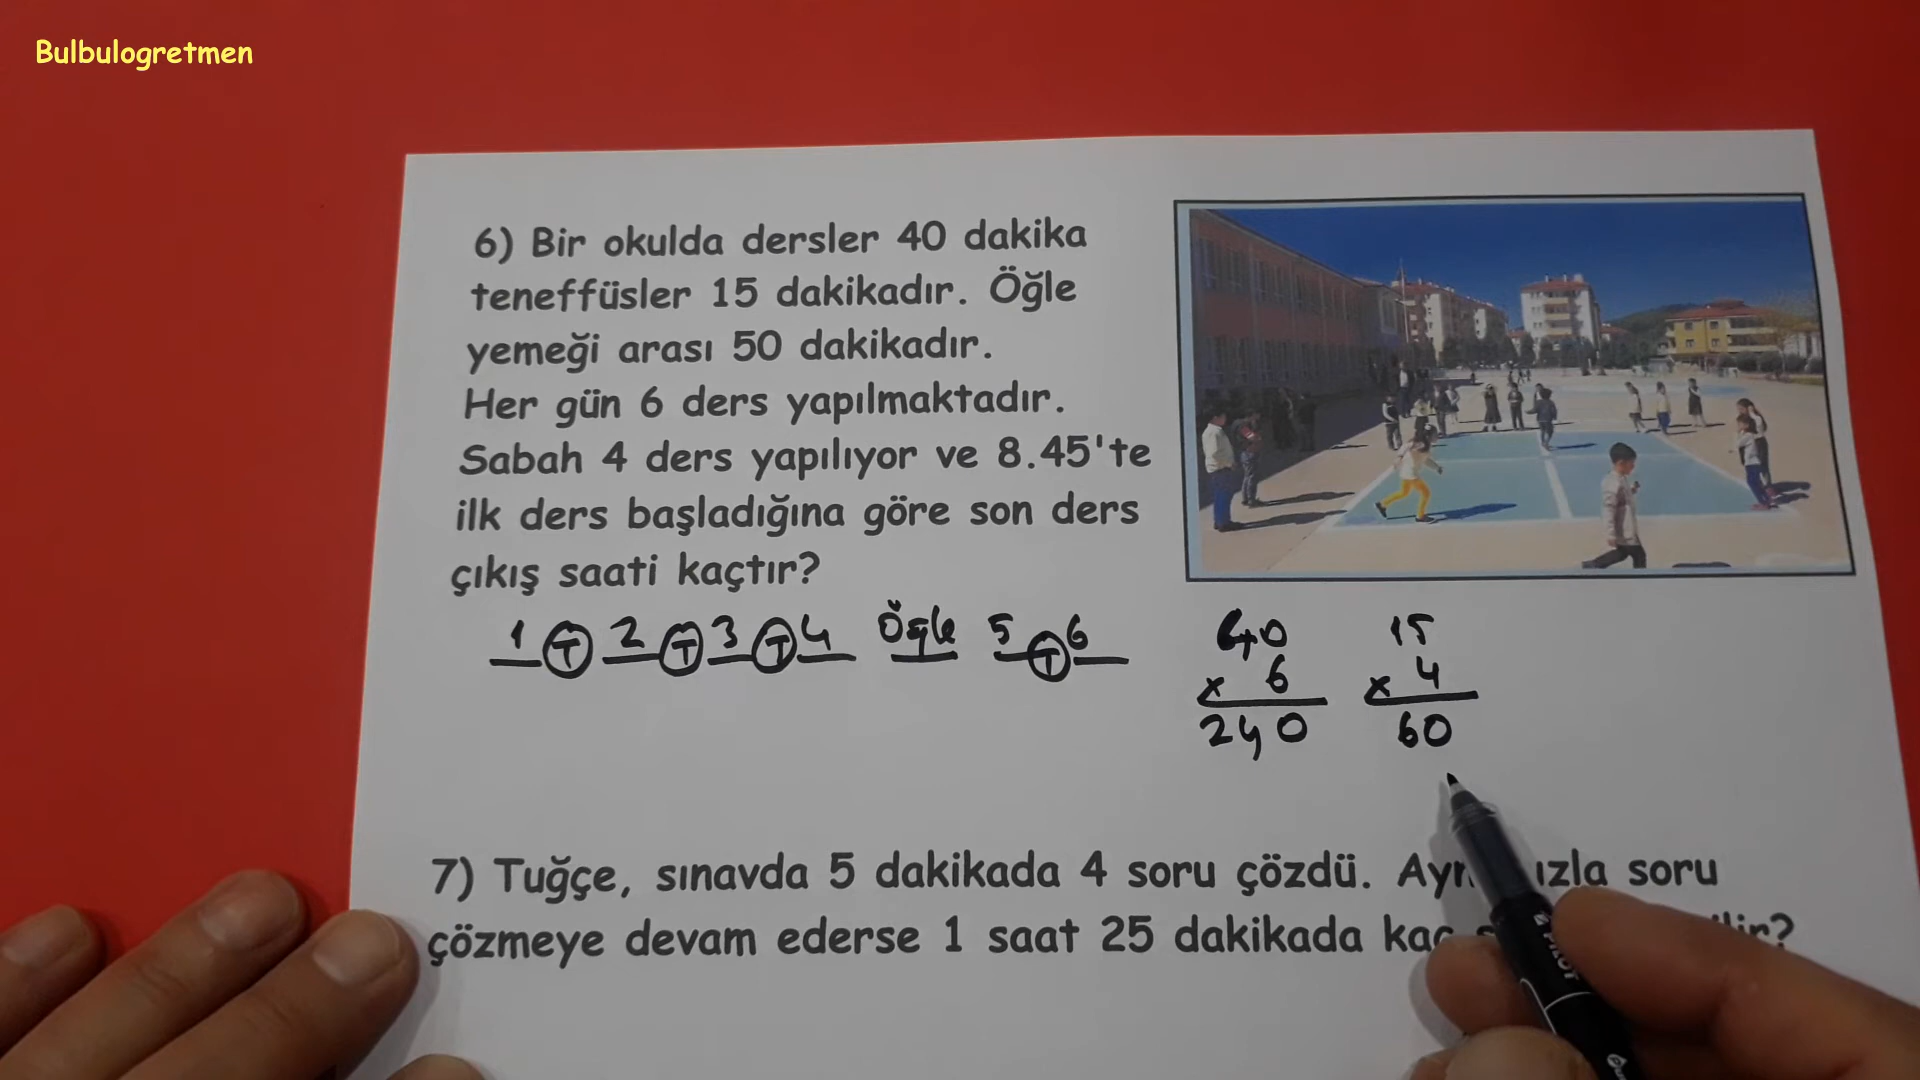 Bulbulogretmen
6) Bir okulda dersler 40 dakika
teneffüsler 15 dakikadır. Öğle
yemeği arası 50 dakikadır.
Her gün 6 ders yapılmaktadır.
Sabah 4 ders yapılıyor ve 8.45'te
ilk ders başladığına göre son ders
çıkış saati kaçtır?
1 T 2 T 3 T 4 Öğle 5 T 6
40
x 6
240
15
x 4
60
7) Tuğçe, sınavda 5 dakikada 4 soru çözdü. soru
çözmeye devam ederse 1 saat 25 dakikada
PILOT